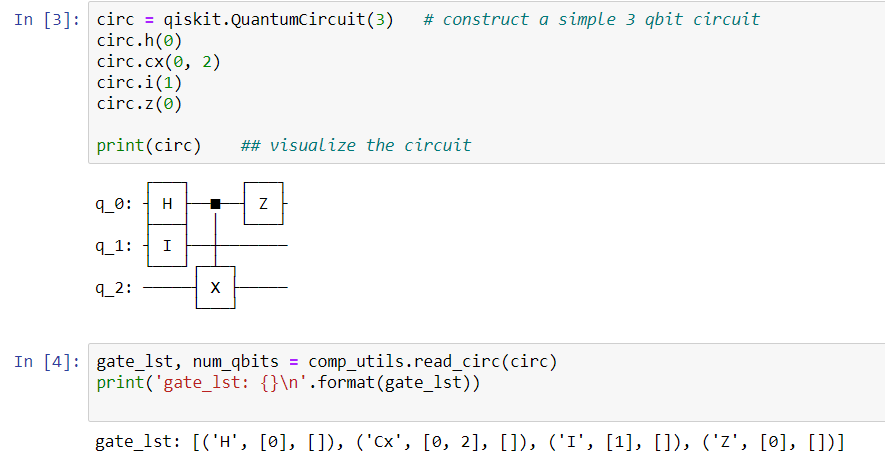 In [3]: circ = qiskit.QuantumCircuit(3)   # construct a simple 3 qbit circuit
circ.h(0)
circ.cx(0, 2)
circ.i(1)
circ.z(0)
print(circ)    ## visualize the circuit
q_0: H Z
q_1: I
q_2: X
In [4]: gate_lst, num_qbits = comp_utils.read_circ(circ)
print('gate_lst: {}\n'.format(gate_lst))
gate_lst: [('H', [0], []), ('Cx', [0, 2], []), ('I', [1], []), ('Z', [0], [])]